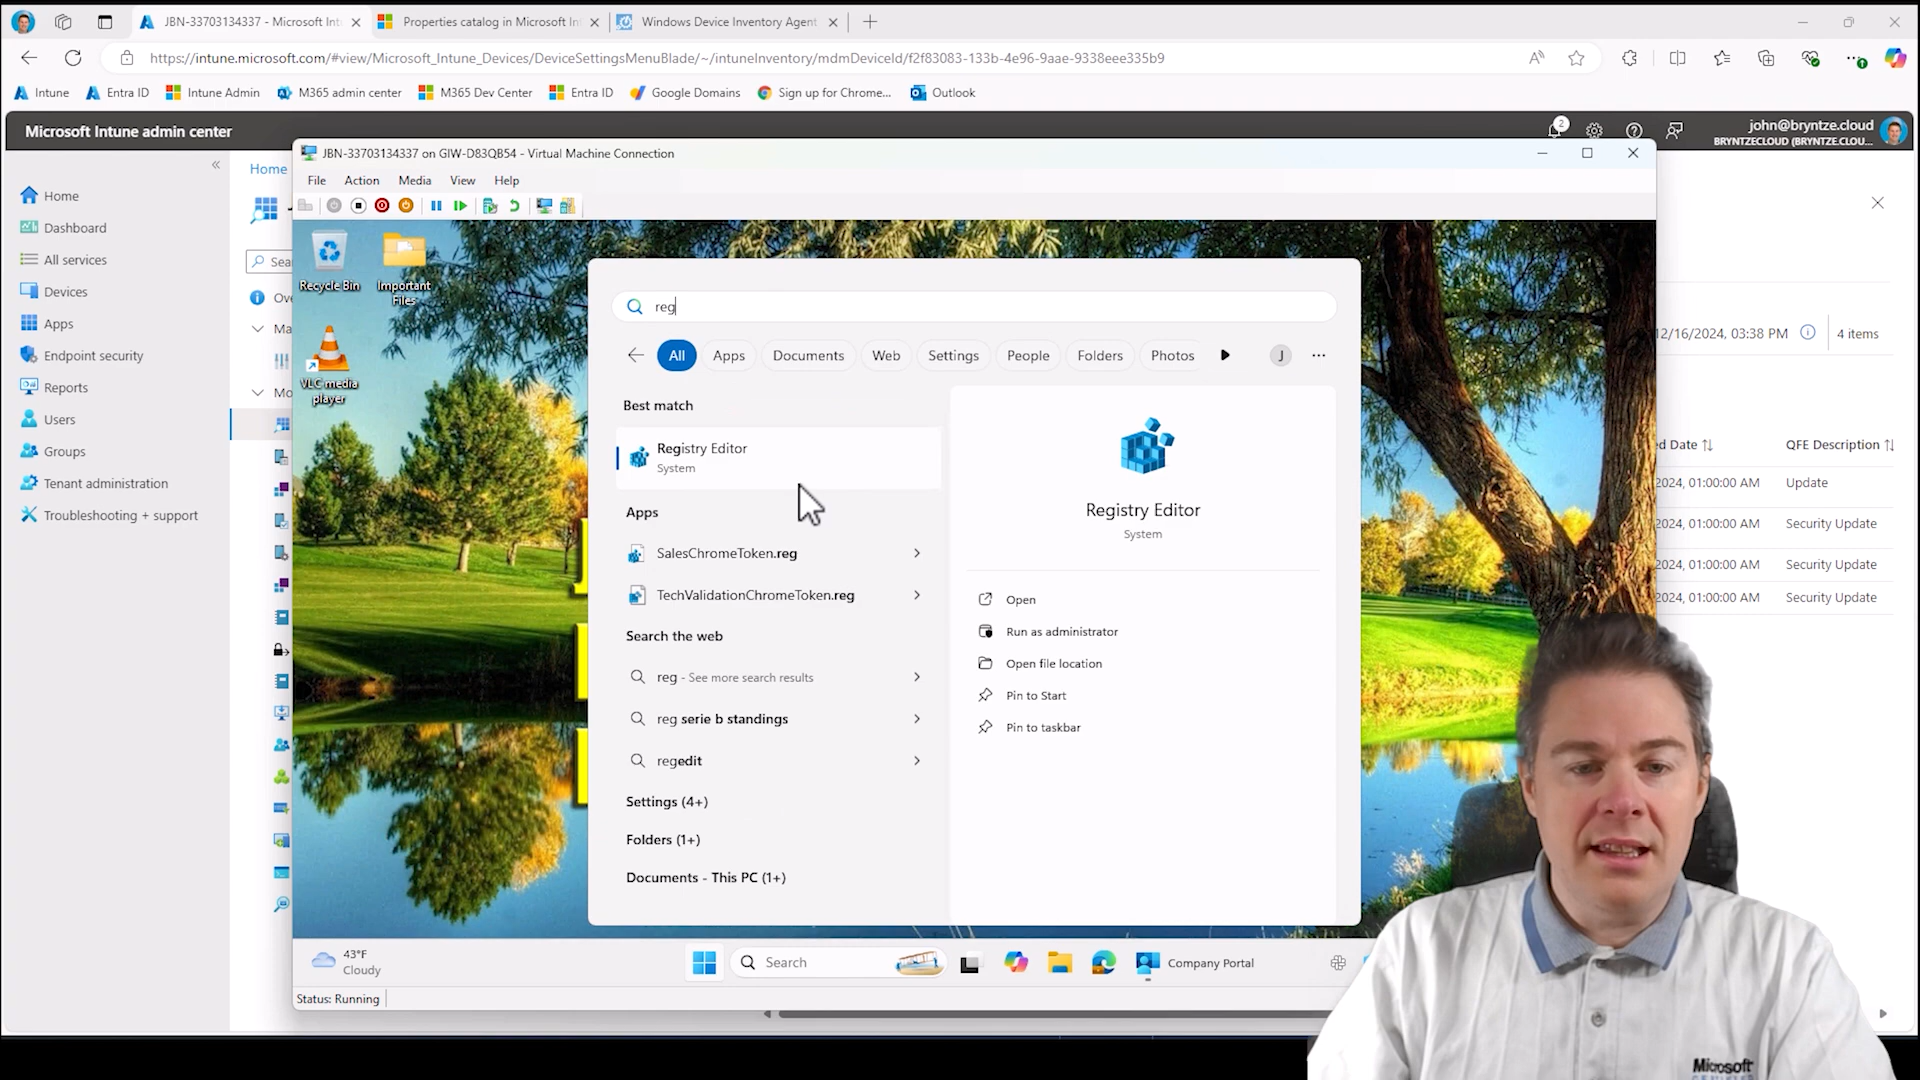 JBN-33703134337 - Microsoft Int
Properties catalog in Microsoft In
Windows Device Inventory Agent
https://intune.microsoft.com/#view/Microsoft_Intune_Devices/DeviceSettingsMenuBlade/~/intuneInventory/mdmDeviceId/f2f83083-133b-4e96-9aae-9338eee335b9
Intune
Entra ID
Intune Admin
M365 admin center
M365 Dev Center
Entra ID
Google Domains
Sign up for Chrome...
Outlook
Microsoft Intune admin center
2
john@bryntze.cloud
BRYNTZECLOUD (BRYNTZE.CLOU...
Home
Dashboard
All services
Devices
Apps
Endpoint security
Reports
Users
Groups
Tenant administration
Troubleshooting + support
Home
Sea
Ove
Ma
Mo
JBN-33703134337 on GIW-D83QB54 - Virtual Machine Connection
File
Action
Media
View
Help
Recycle Bin
Important
Files
VLC media
player
reg
All
Apps
Documents
Web
Settings
People
Folders
Photos
J
Best match
Registry Editor
System
Apps
SalesChromeToken.reg
TechValidationChromeToken.reg
Search the web
reg - See more search results
reg serie b standings
regedit
Settings (4+)
Folders (1+)
Documents - This PC (1+)
Registry Editor
System
Open
Run as administrator
Open file location
Pin to Start
Pin to taskbar
12/16/2024, 03:38 PM
4 items
ed Date
QFE Description
2024, 01:00:00 AM
Update
2024, 01:00:00 AM
Security Update
2024, 01:00:00 AM
Security Update
2024, 01:00:00 AM
Security Update
43°F
Cloudy
Search
Company Portal
Status: Running
Microsoft